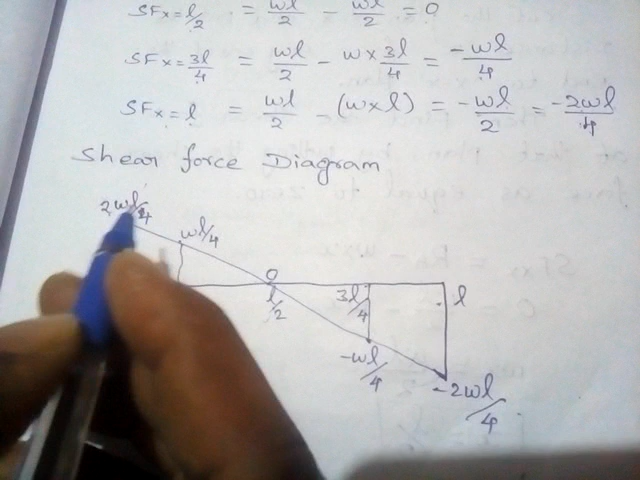 SFx=l/2 = wl/2 - wl/2 = 0
SFx=3l/4 = wl/2 - w×3l/4 = -wl/4
SFx=l = wl/2 - (w×l) = -wl/2 = -2wl/4
Shear force Diagram
2wl/4
wl/4
0
l/2
3l/4
l
-wl/4
-2wl/4